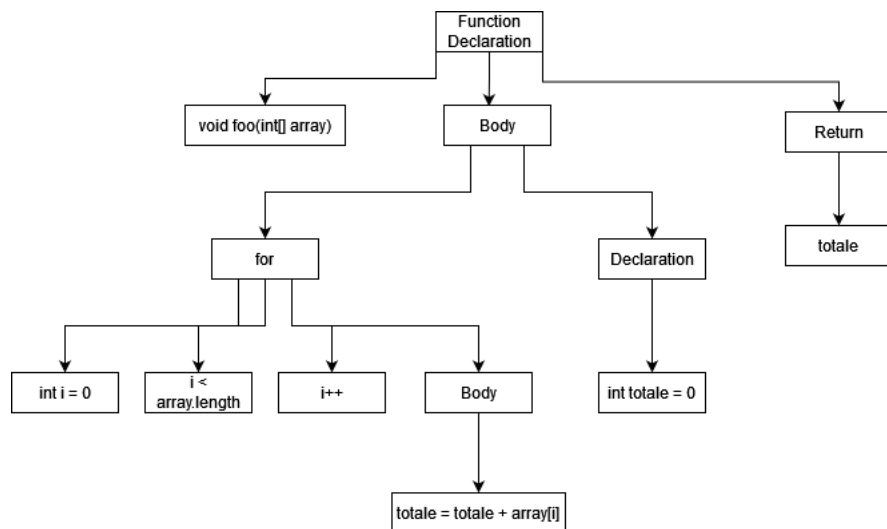 Function
Declaration
void foo(int[] array)
Body
Return
for
Declaration
totale
int i = 0
i <
array.length
i++
Body
int totale = 0
totale = totale + array[i]